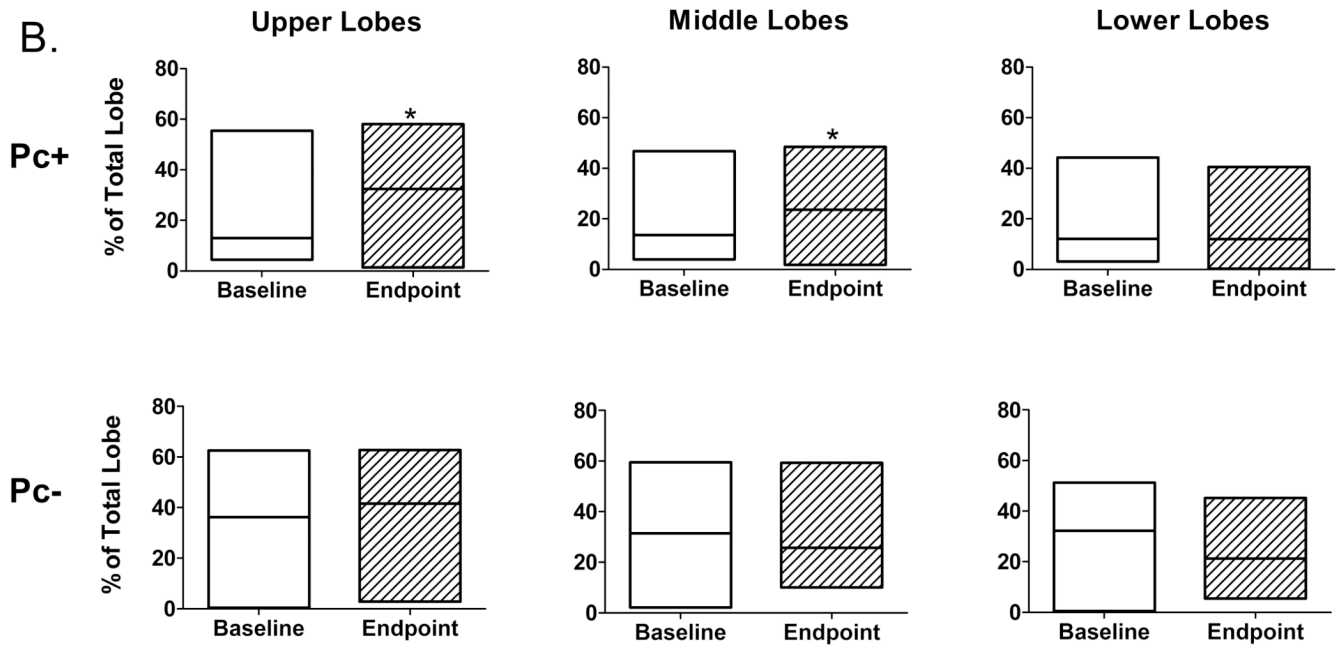 B.
Upper Lobes
Middle Lobes
Lower Lobes
Pc+
% of Total Lobe
80
60
40
20
0
*
Baseline
Endpoint
80
60
40
20
0
*
Baseline
Endpoint
80
60
40
20
0
Baseline
Endpoint
Pc-
% of Total Lobe
80
60
40
20
0
Baseline
Endpoint
80
60
40
20
0
Baseline
Endpoint
80
60
40
20
0
Baseline
Endpoint